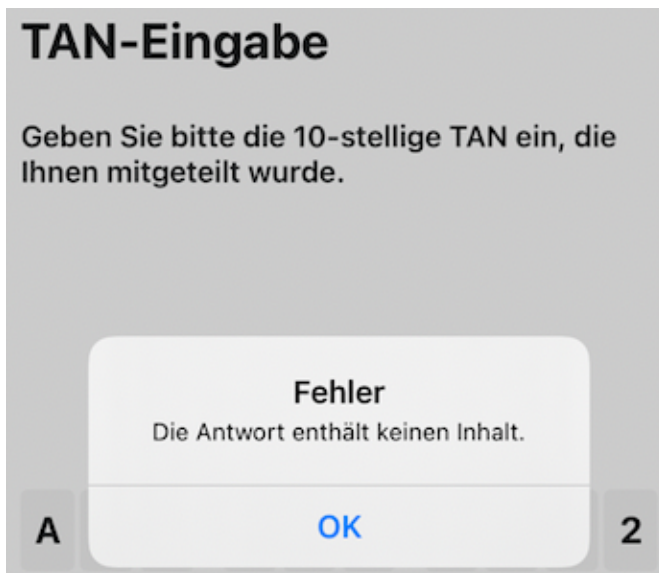 TAN-Eingabe
Geben Sie bitte die 10-stellige TAN ein, die
Ihnen mitgeteilt wurde.
Fehler
Die Antwort enthält keinen Inhalt.
OK
A 2